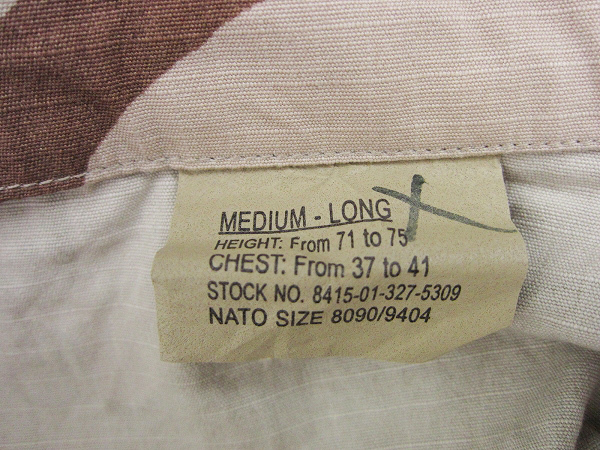 MEDIUM - LONG
HEIGHT: From 71 to 75
CHEST: From 37 to 41
STOCK NO. 8415-01-327-5309
NATO SIZE 8090/9404